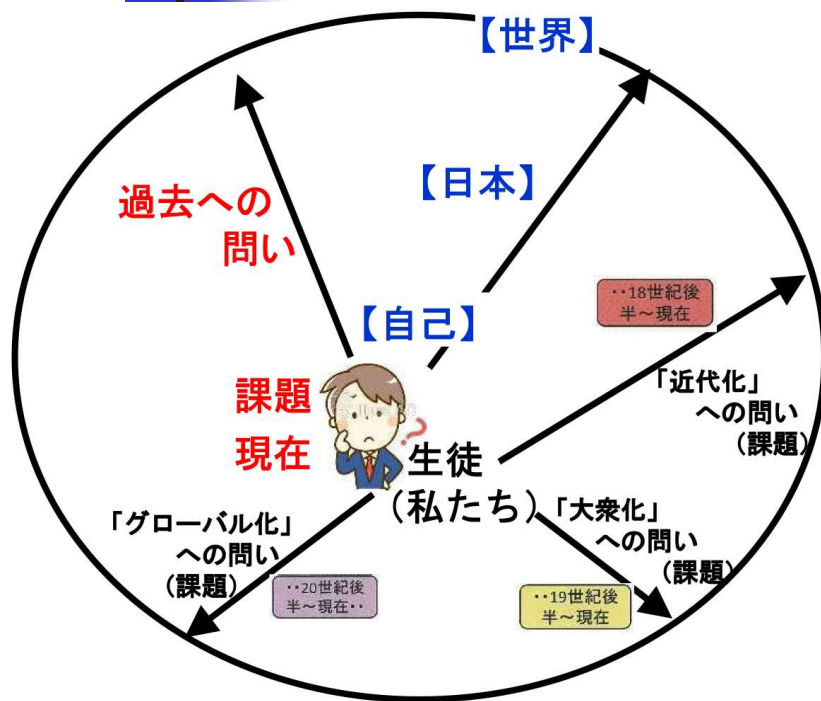 【世界】
【日本】
過去への
問い
【自己】
‥18世紀後
半～現在
「近代化」
への問い
(課題)
課題
現在
生徒
(私たち)
「グローバル化」
への問い
(課題)
‥20世紀後
半～現在‥
「大衆化」
への問い
(課題)
‥19世紀後
半～現在